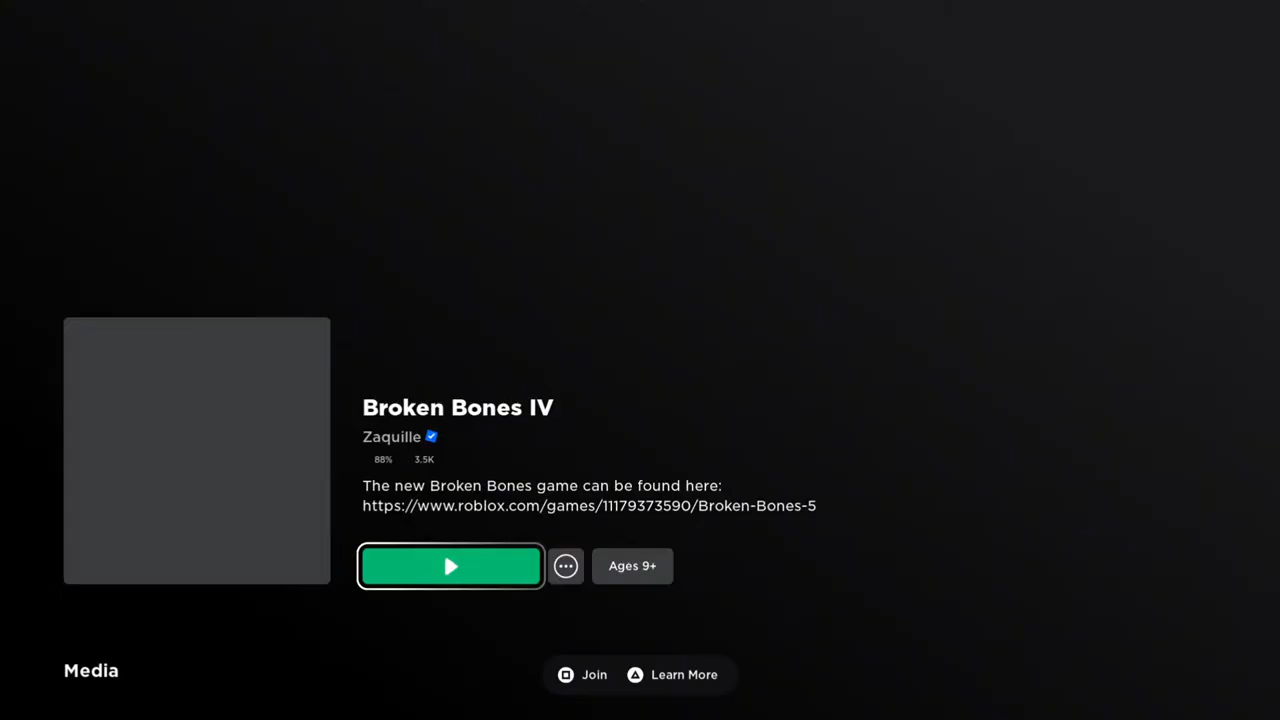 Broken Bones IV
Zaquille
88% 3.5K
The new Broken Bones game can be found here:
https://www.roblox.com/games/11179373590/Broken-Bones-5
Ages 9+
Media
Join Learn More